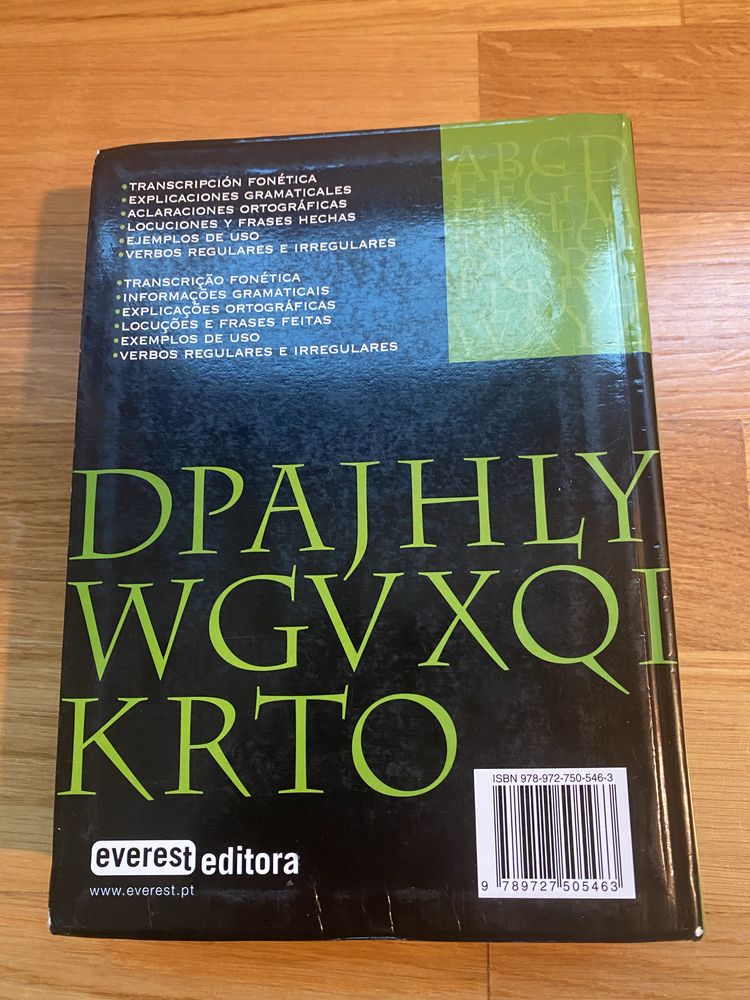 •TRANSCRIPCIÓN FONÉTICA
•EXPLICACIONES GRAMATICALES
•ACLARACIONES ORTOGRÁFICAS
•LOCUCIONES Y FRASES HECHAS
•EJEMPLOS DE USO
•VERBOS REGULARES E IRREGULARES
•TRANSCRIÇÃO FONÉTICA
•INFORMAÇÕES GRAMATICAIS
•EXPLICAÇÕES ORTOGRÁFICAS
•LOCUÇÕES E FRASES FEITAS
•EXEMPLOS DE USO
•VERBOS REGULARES E IRREGULARES
ABCD
DPAJHLY
WGVXQI
KRTO
ISBN 978-972-750-546-3
9 789727 505463
everest editora
www.everest.pt